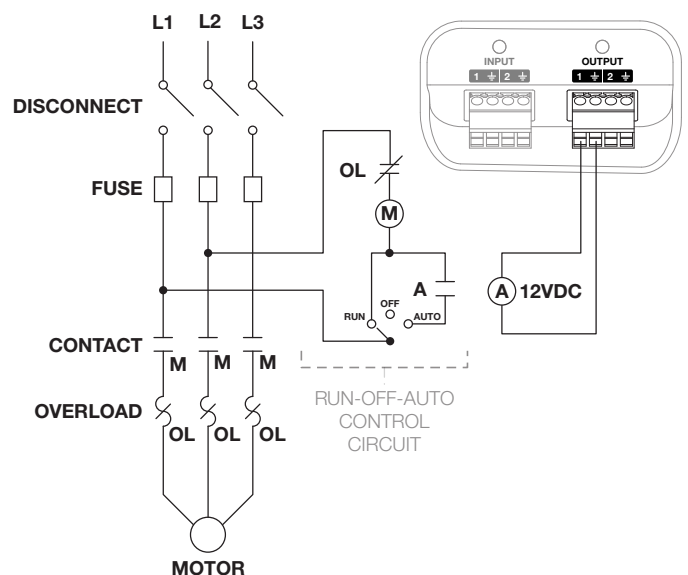 L1 L2 L3
DISCONNECT
FUSE
CONTACT
M M M
OVERLOAD
OL OL OL
MOTOR
OL
M
A
RUN OFF AUTO
RUN-OFF-AUTO
CONTROL
CIRCUIT
INPUT
1 2
OUTPUT
1 2
A 12VDC